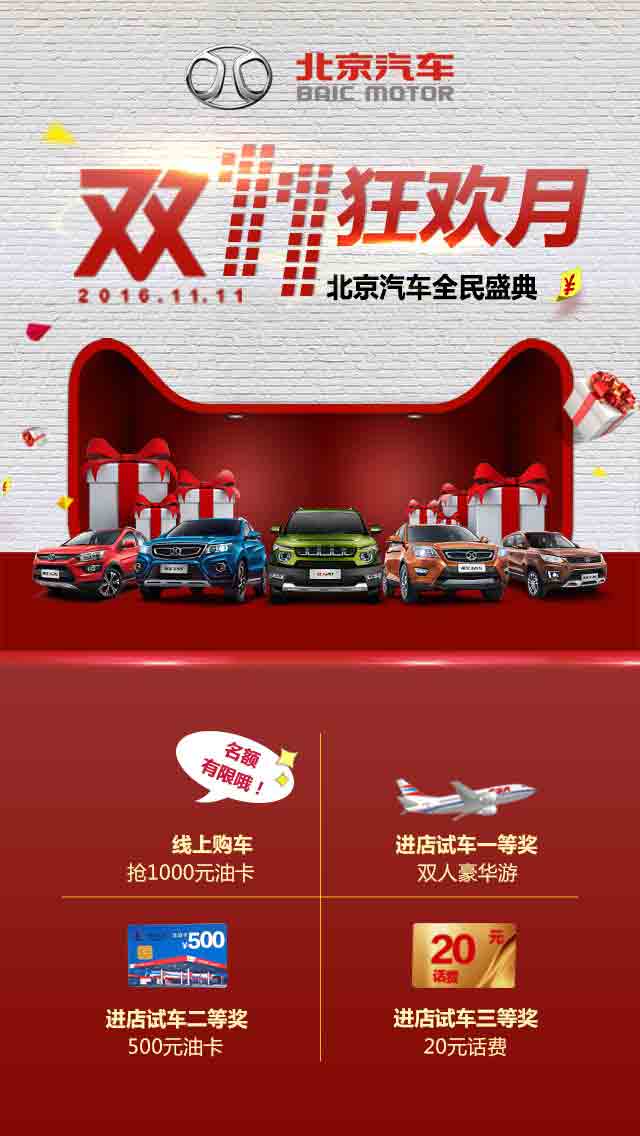 北京汽车
BAIC MOTOR
双11狂欢月
2016.11.11
北京汽车全民盛典
¥
名额
有限哦！
线上购车
抢1000元油卡
进店试车一等奖
双人豪华游
¥500
进店试车二等奖
500元油卡
20元
话费
进店试车三等奖
20元话费